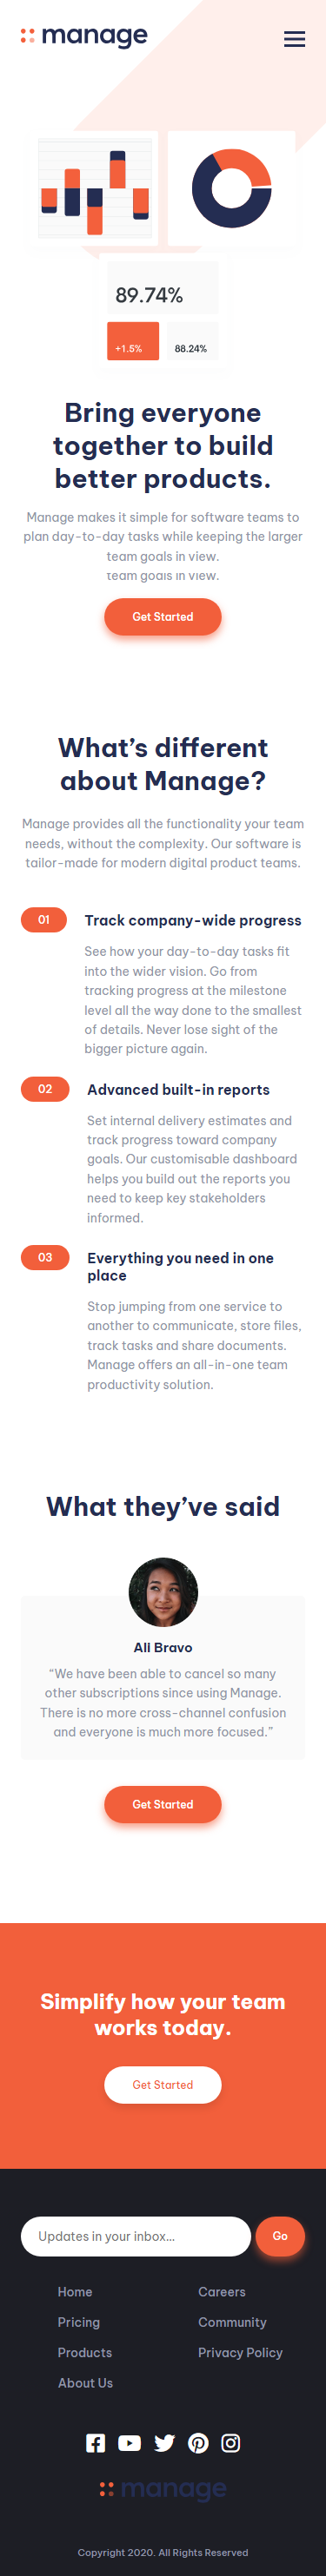 manage
89.74%
+1.5%
88.24%
Bring everyone
together to build
better products.
Manage makes it simple for software teams to
plan day-to-day tasks while keeping the larger
team goals in view.
team goals in view.
Get Started
What’s different
about Manage?
Manage provides all the functionality your team
needs, without the complexity. Our software is
tailor-made for modern digital product teams.
01
Track company-wide progress
See how your day-to-day tasks fit
into the wider vision. Go from
tracking progress at the milestone
level all the way done to the smallest
of details. Never lose sight of the
bigger picture again.
02
Advanced built-in reports
Set internal delivery estimates and
track progress toward company
goals. Our customisable dashboard
helps you build out the reports you
need to keep key stakeholders
informed.
03
Everything you need in one
place
Stop jumping from one service to
another to communicate, store files,
track tasks and share documents.
Manage offers an all-in-one team
productivity solution.
What they’ve said
Ali Bravo
“We have been able to cancel so many
other subscriptions since using Manage.
There is no more cross-channel confusion
and everyone is much more focused.”
Get Started
Simplify how your team
works today.
Get Started
Updates in your inbox...
Go
Home
Pricing
Products
About Us
Careers
Community
Privacy Policy
manage
Copyright 2020. All Rights Reserved